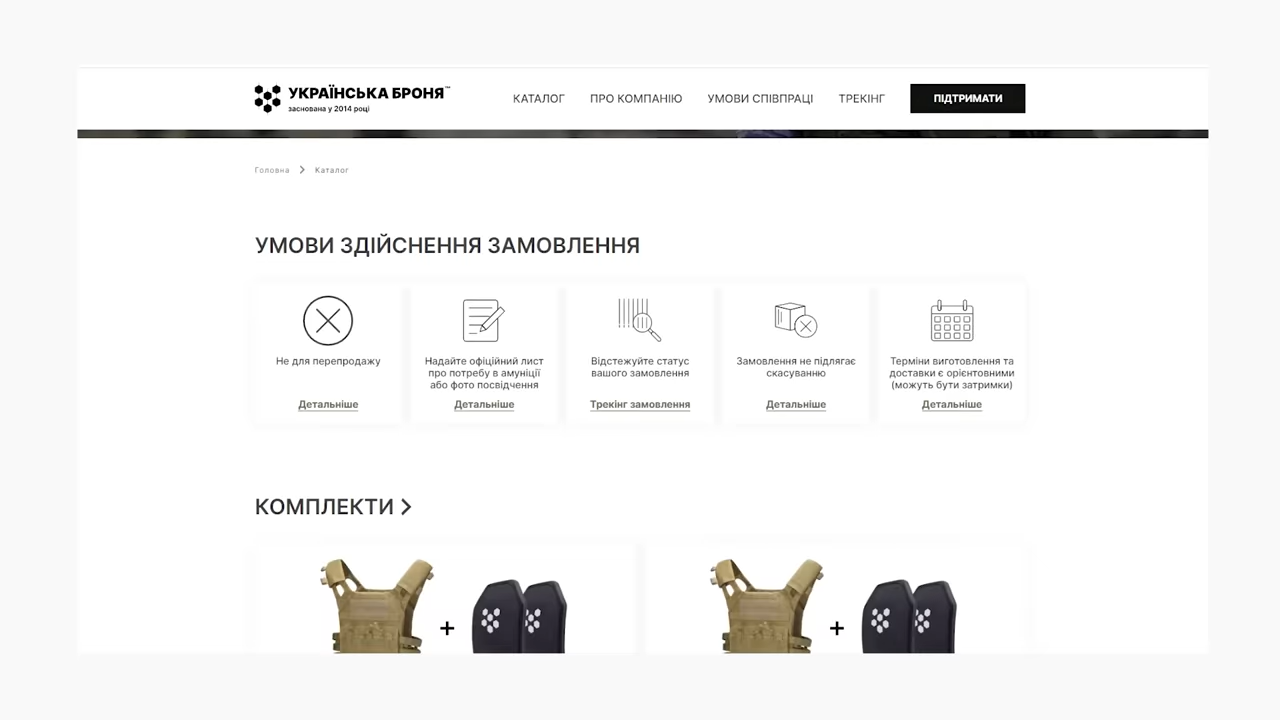 УКРАЇНСЬКА БРОНЯ™
заснована у 2014 році
КАТАЛОГ
ПРО КОМПАНІЮ
УМОВИ СПІВПРАЦІ
ТРЕКІНГ
ПІДТРИМАТИ
Головна
Каталог
УМОВИ ЗДІЙСНЕННЯ ЗАМОВЛЕННЯ
Не для перепродажу
Детальніше
Надайте офіційний лист
про потребу в амуніції
або фото посвідчення
Детальніше
Відстежуйте статус
вашого замовлення
Трекінг замовлення
Замовлення не підлягає
скасуванню
Детальніше
Терміни виготовлення та
доставки є орієнтовними
(можуть бути затримки)
Детальніше
КОМПЛЕКТИ
+
+